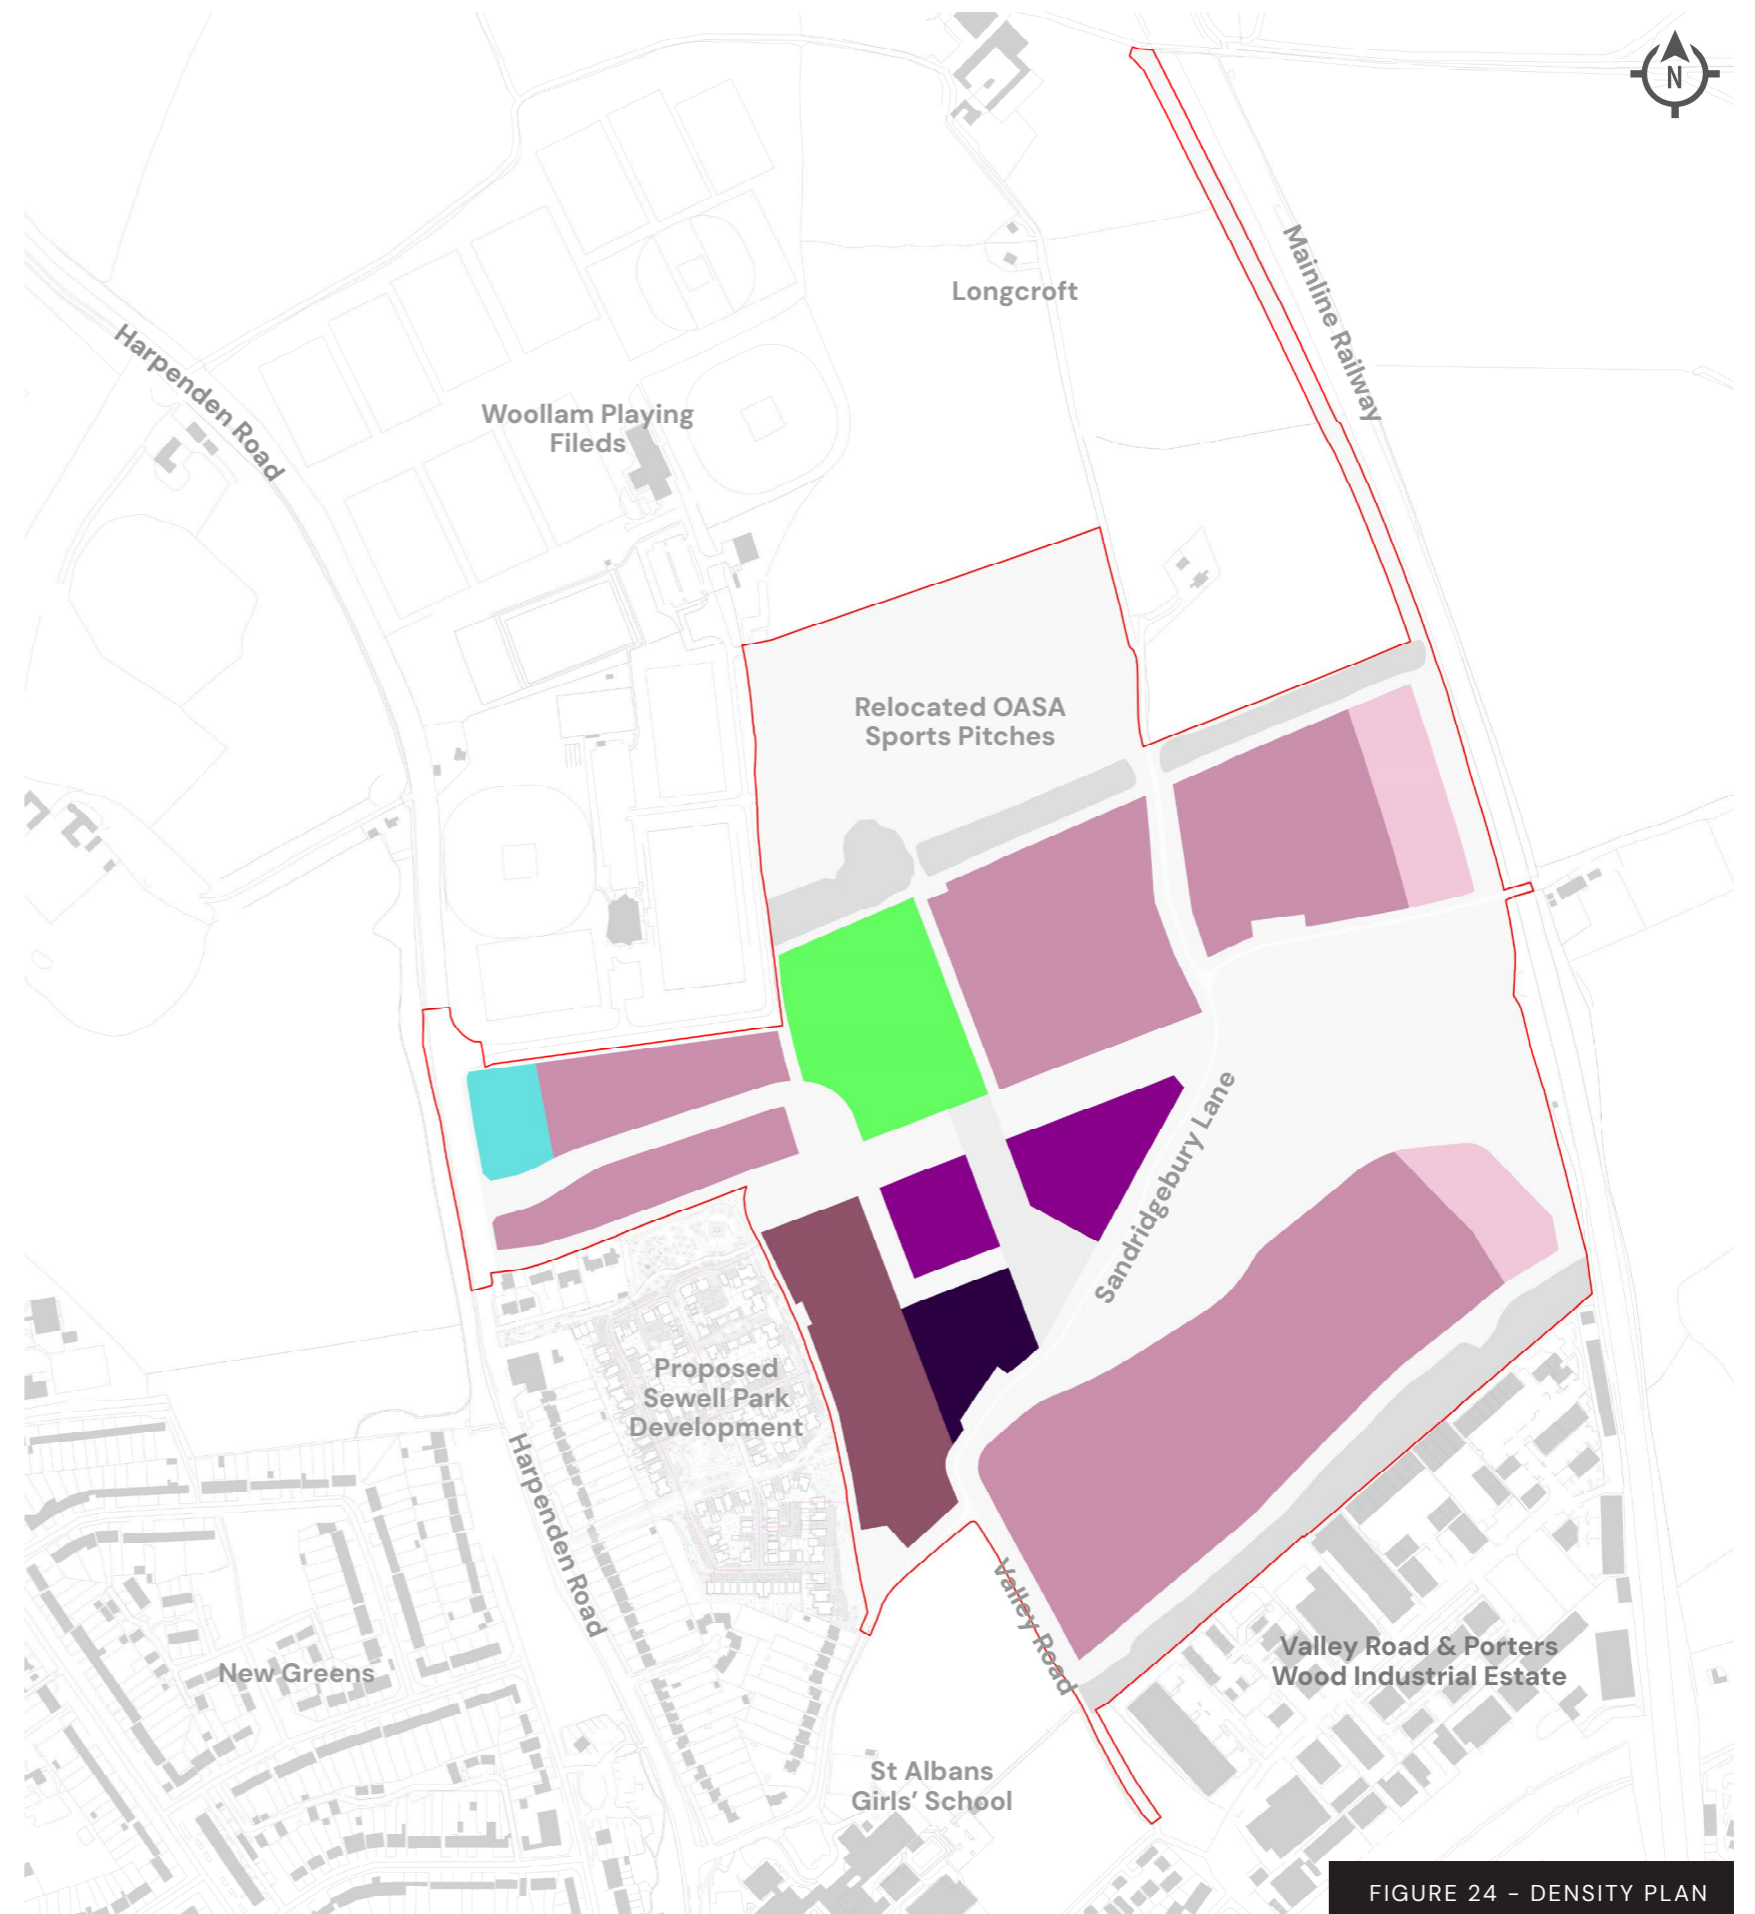 N
Mainline Railway
Longcroft
Harpenden Road
Woollam Playing
Fileds
Relocated OASA
Sports Pitches
Sandridgebury Lane
Proposed
Sewell Park
Development
Harpenden Road
Valley Road
New Greens
Valley Road & Porters
Wood Industrial Estate
St Albans
Girls’ School
FIGURE 24 – DENSITY PLAN